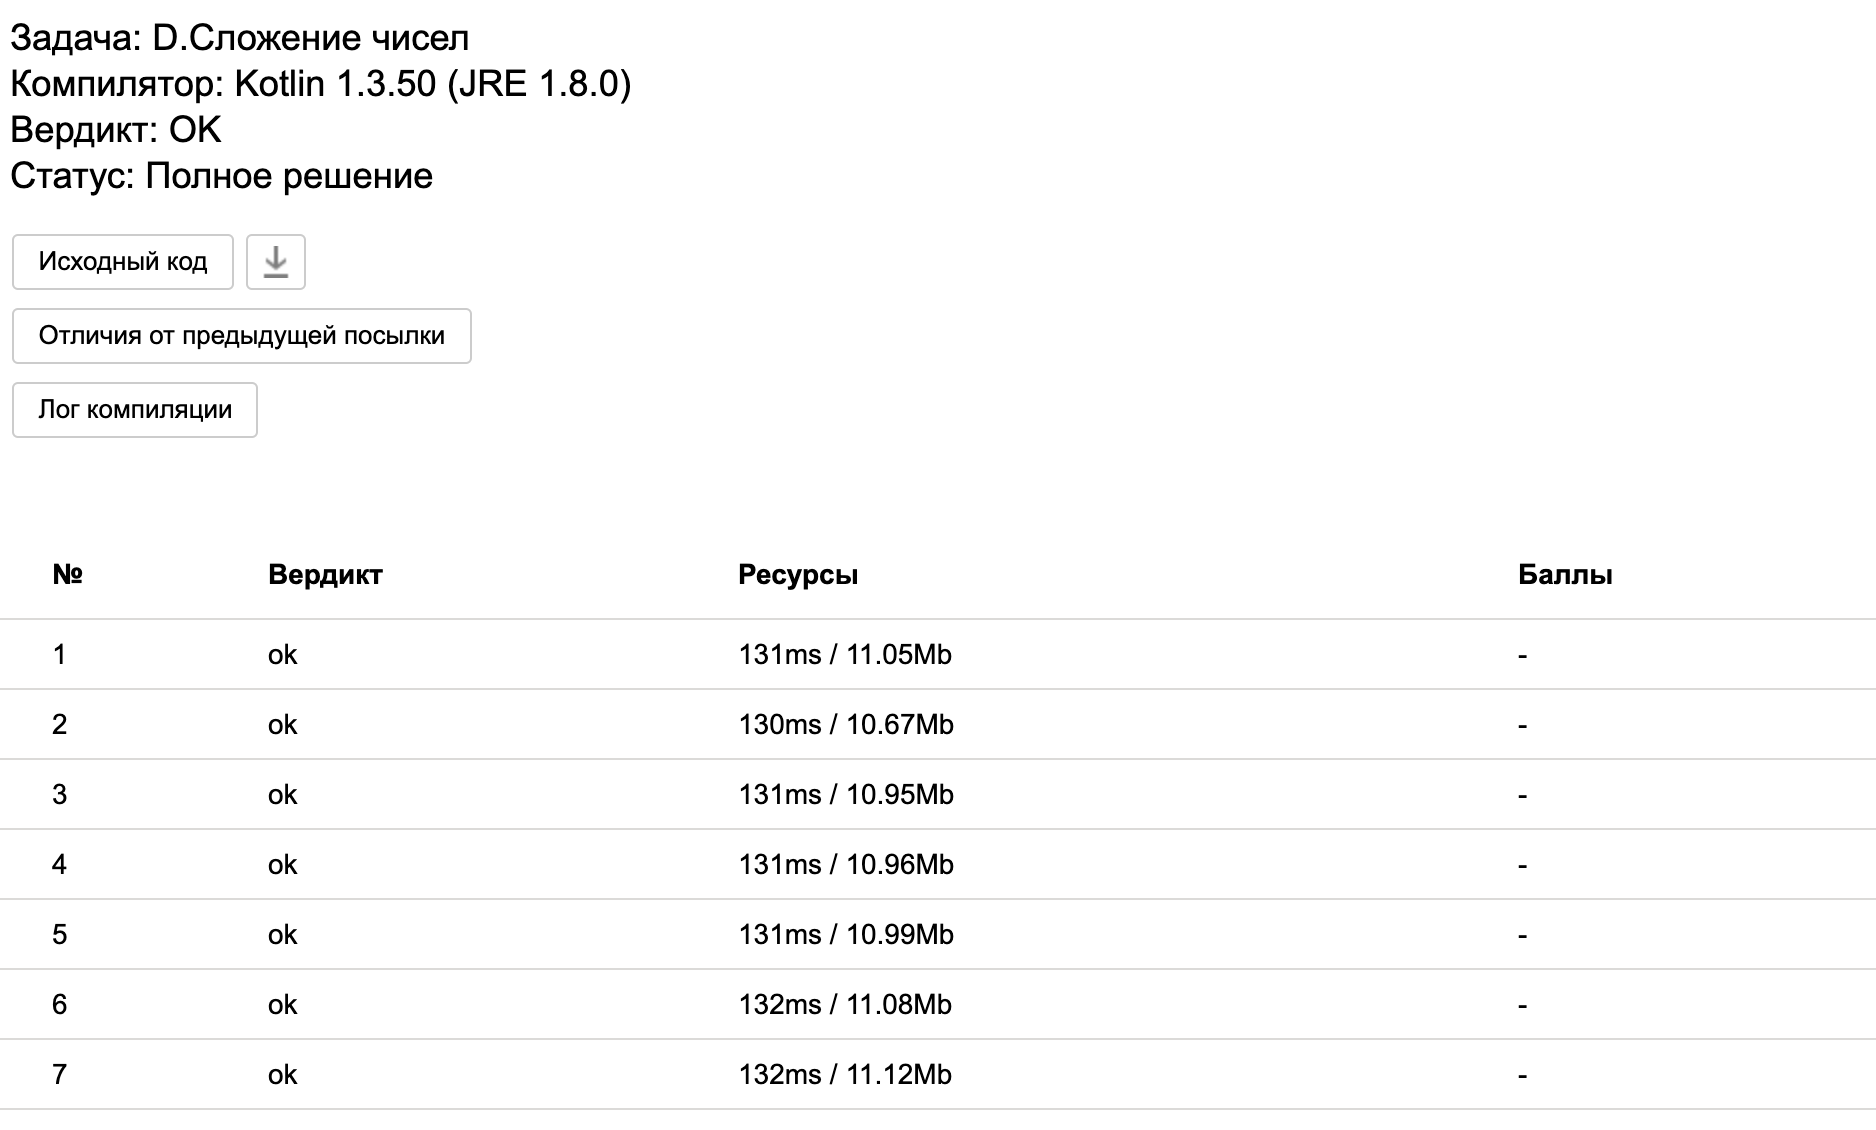 Задача: D.Сложение чисел
Компилятор: Kotlin 1.3.50 (JRE 1.8.0)
Вердикт: OK
Статус: Полное решение
Исходный код
Отличия от предыдущей посылки
Лог компиляции
№ Вердикт Ресурсы Баллы
1 ok 131ms / 11.05Mb -
2 ok 130ms / 10.67Mb -
3 ok 131ms / 10.95Mb -
4 ok 131ms / 10.96Mb -
5 ok 131ms / 10.99Mb -
6 ok 132ms / 11.08Mb -
7 ok 132ms / 11.12Mb -